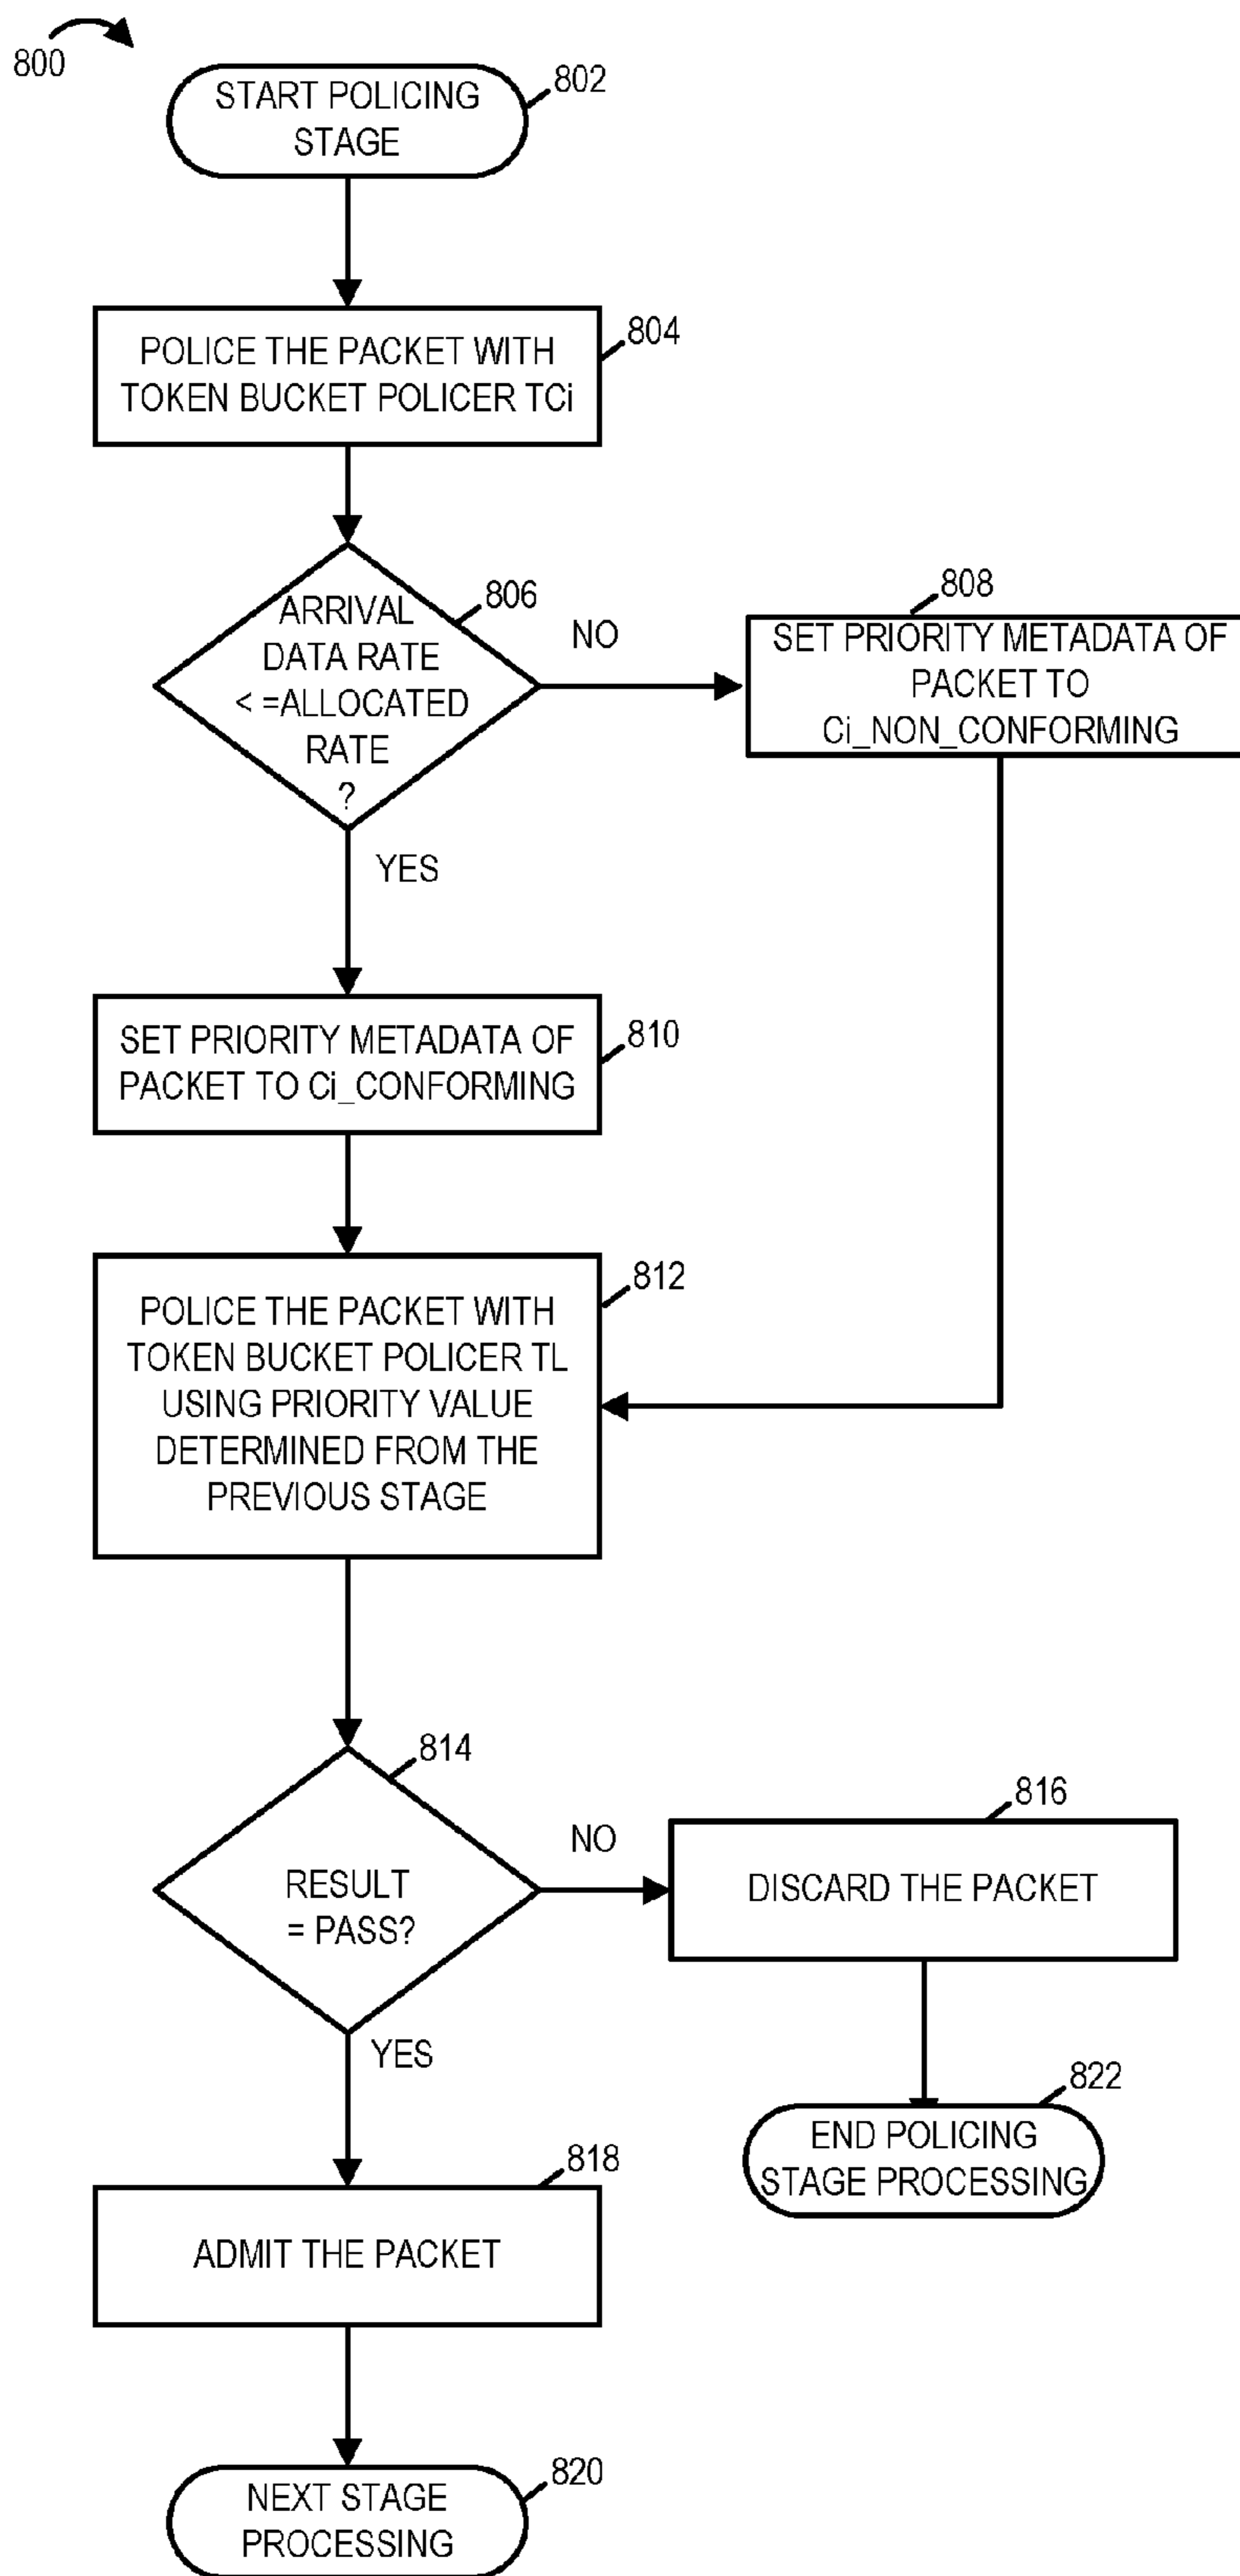 800
START POLICING
STAGE
802
POLICE THE PACKET WITH
TOKEN BUCKET POLICER TCi
804
ARRIVAL
DATA RATE
< =ALLOCATED
RATE
?
806
NO
808
SET PRIORITY METADATA OF
PACKET TO
Ci_NON_CONFORMING
YES
SET PRIORITY METADATA OF
PACKET TO Ci_CONFORMING
810
POLICE THE PACKET WITH
TOKEN BUCKET POLICER TL
USING PRIORITY VALUE
DETERMINED FROM THE
PREVIOUS STAGE
812
814
RESULT
= PASS?
NO
816
DISCARD THE PACKET
YES
822
END POLICING
STAGE PROCESSING
818
ADMIT THE PACKET
820
NEXT STAGE
PROCESSING